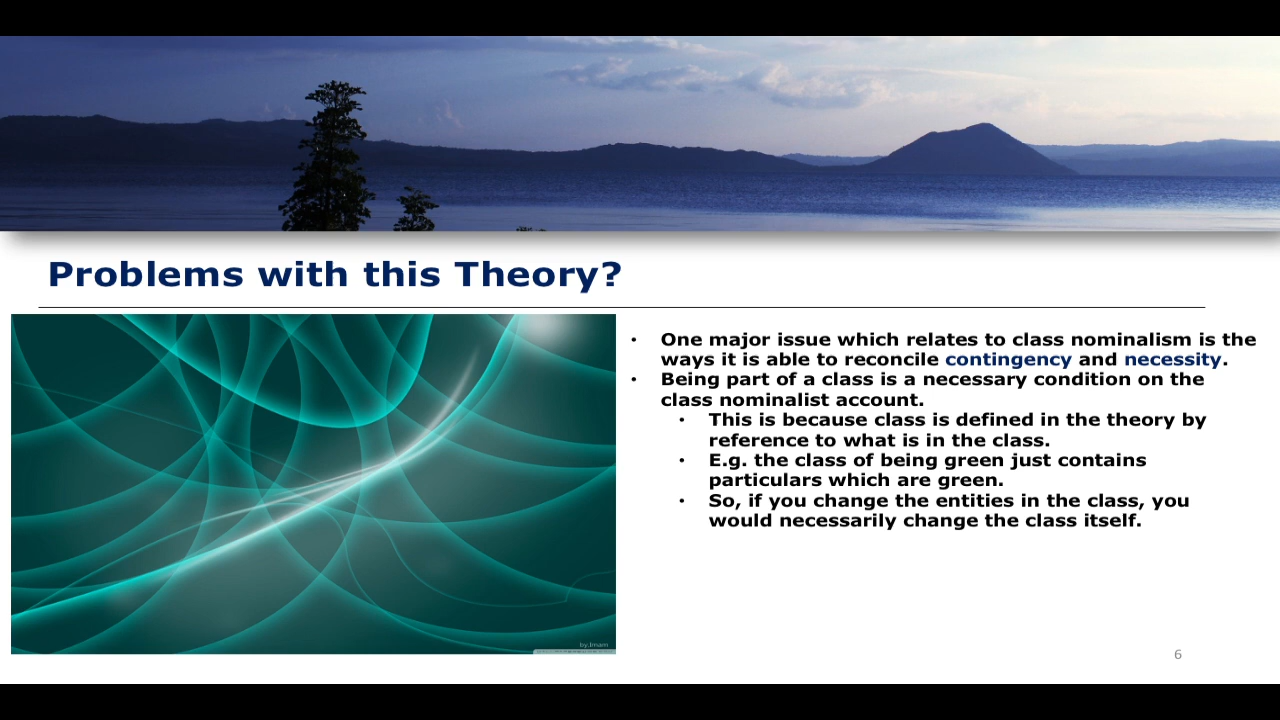 Problems with this Theory?
• One major issue which relates to class nominalism is the
ways it is able to reconcile contingency and necessity.
• Being part of a class is a necessary condition on the
class nominalist account.
• This is because class is defined in the theory by
reference to what is in the class.
• E.g. the class of being green just contains
particulars which are green.
• So, if you change the entities in the class, you
would necessarily change the class itself.
by;Imam
6